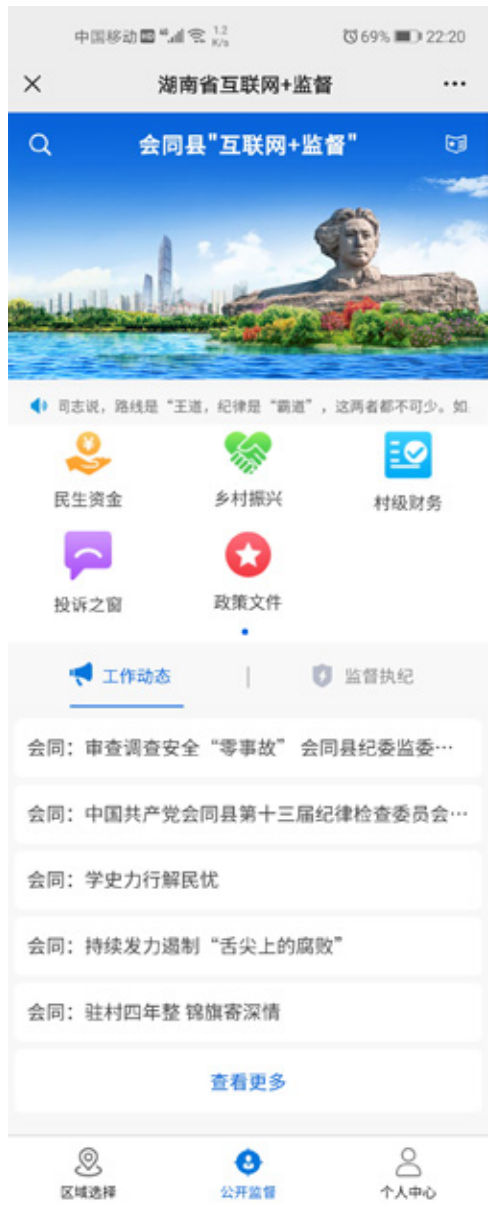 中国移动 HD 46 1.2 K/s 69% 22:20
湖南省互联网+监督
会同县"互联网+监督"
司志说，路线是“王道，纪律是“霸道”，这两者都不可少。如
民生资金 乡村振兴 村级财务
投诉之窗 政策文件
工作动态 | 监督执纪
会同：审查调查安全“零事故” 会同县纪委监委…
会同：中国共产党会同县第十三届纪律检查委员会…
会同：学史力行解民忧
会同：持续发力遏制“舌尖上的腐败”
会同：驻村四年整 锦旗寄深情
查看更多
区域选择 公开监督 个人中心